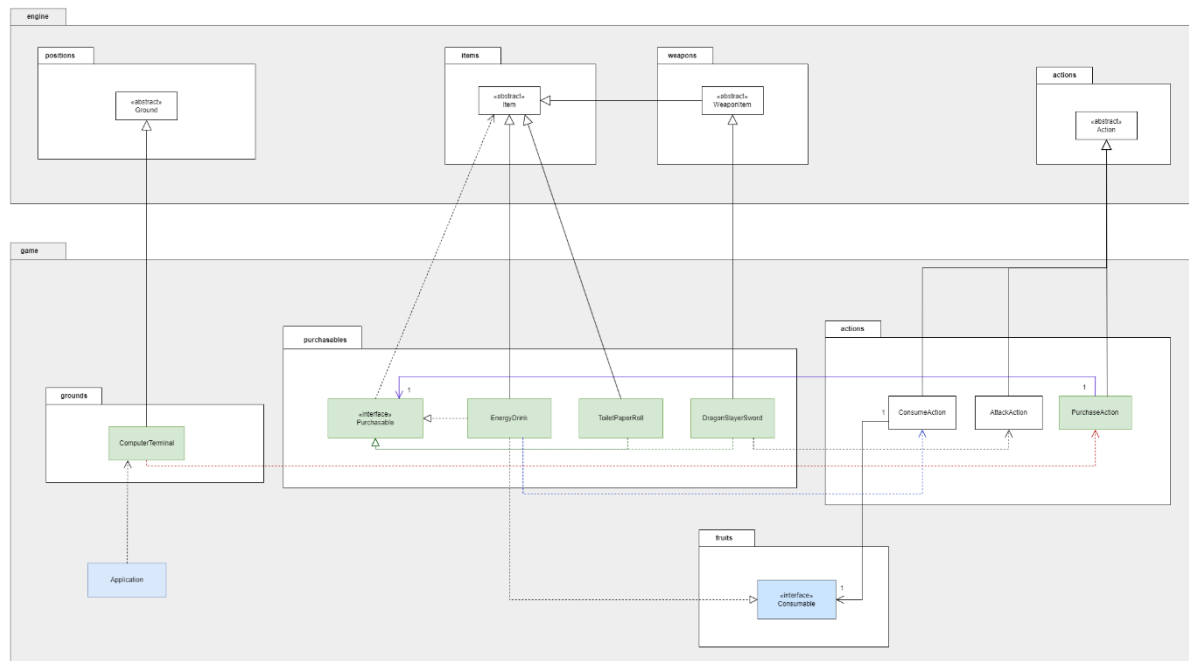 engine
positions
items
weapons
actions
«abstract»
Ground
«abstract»
Item
«abstract»
WeaponItem
«abstract»
Action
game
purchasables
actions
grounds
1
1
«interface»
Purchasable
EnergyDrink
ToiletPaperRoll
DragonSlayerSword
1
ConsumeAction
AttackAction
PurchaseAction
ComputerTerminal
fruits
Application
1
«interface»
Consumable